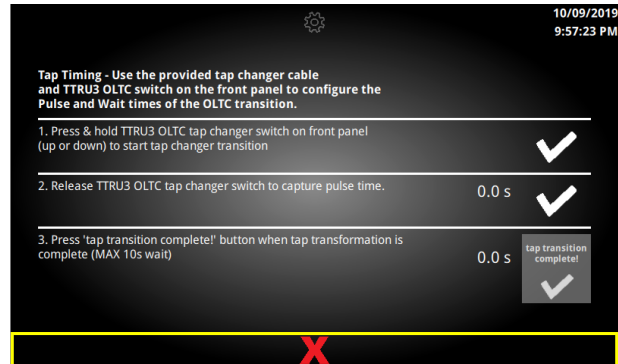 10/09/2019
9:57:23 PM
Tap Timing - Use the provided tap changer cable
and TTRU3 OLTC switch on the front panel to configure the
Pulse and Wait times of the OLTC transition.
1. Press & hold TTRU3 OLTC tap changer switch on front panel
(up or down) to start tap changer transition
2. Release TTRU3 OLTC tap changer switch to capture pulse time.
0.0 s
3. Press 'tap transition complete!' button when tap transformation is
complete (MAX 10s wait)
0.0 s
tap transition
complete!
X